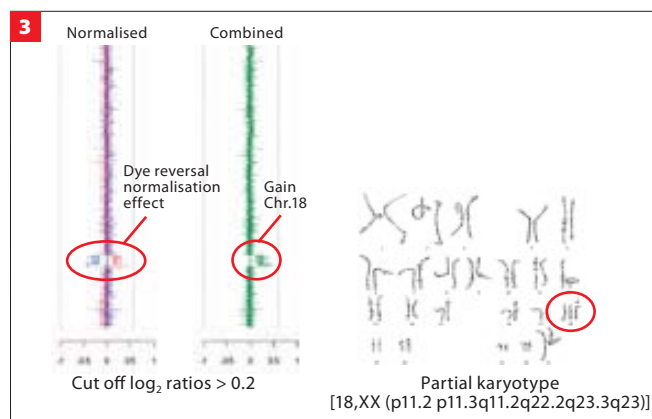 3
Normalised
Combined
Dye reversal
normalisation
effect
Gain
Chr.18
Cut off log₂ ratios > 0.2
Partial karyotype
[18,XX (p11.2 p11.3q11.2q22.2q23.3q23)]